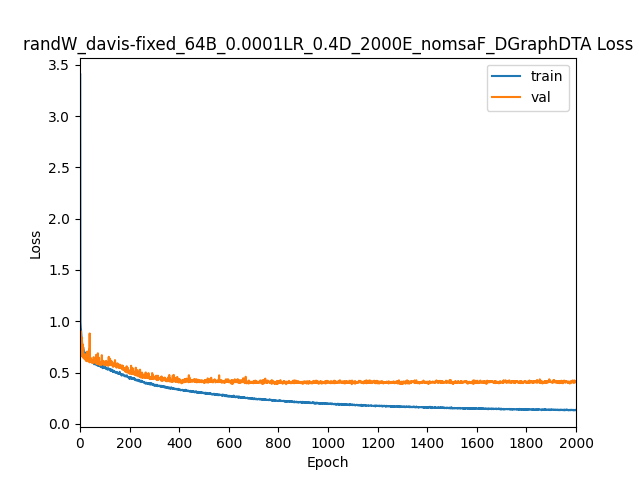 randW_davis-fixed_64B_0.0001LR_0.4D_2000E_nomsaF_DGraphDTA Loss
train
val
Loss
3.5
3.0
2.5
2.0
1.5
1.0
0.5
0.0
0 200 400 600 800 1000 1200 1400 1600 1800 2000
Epoch